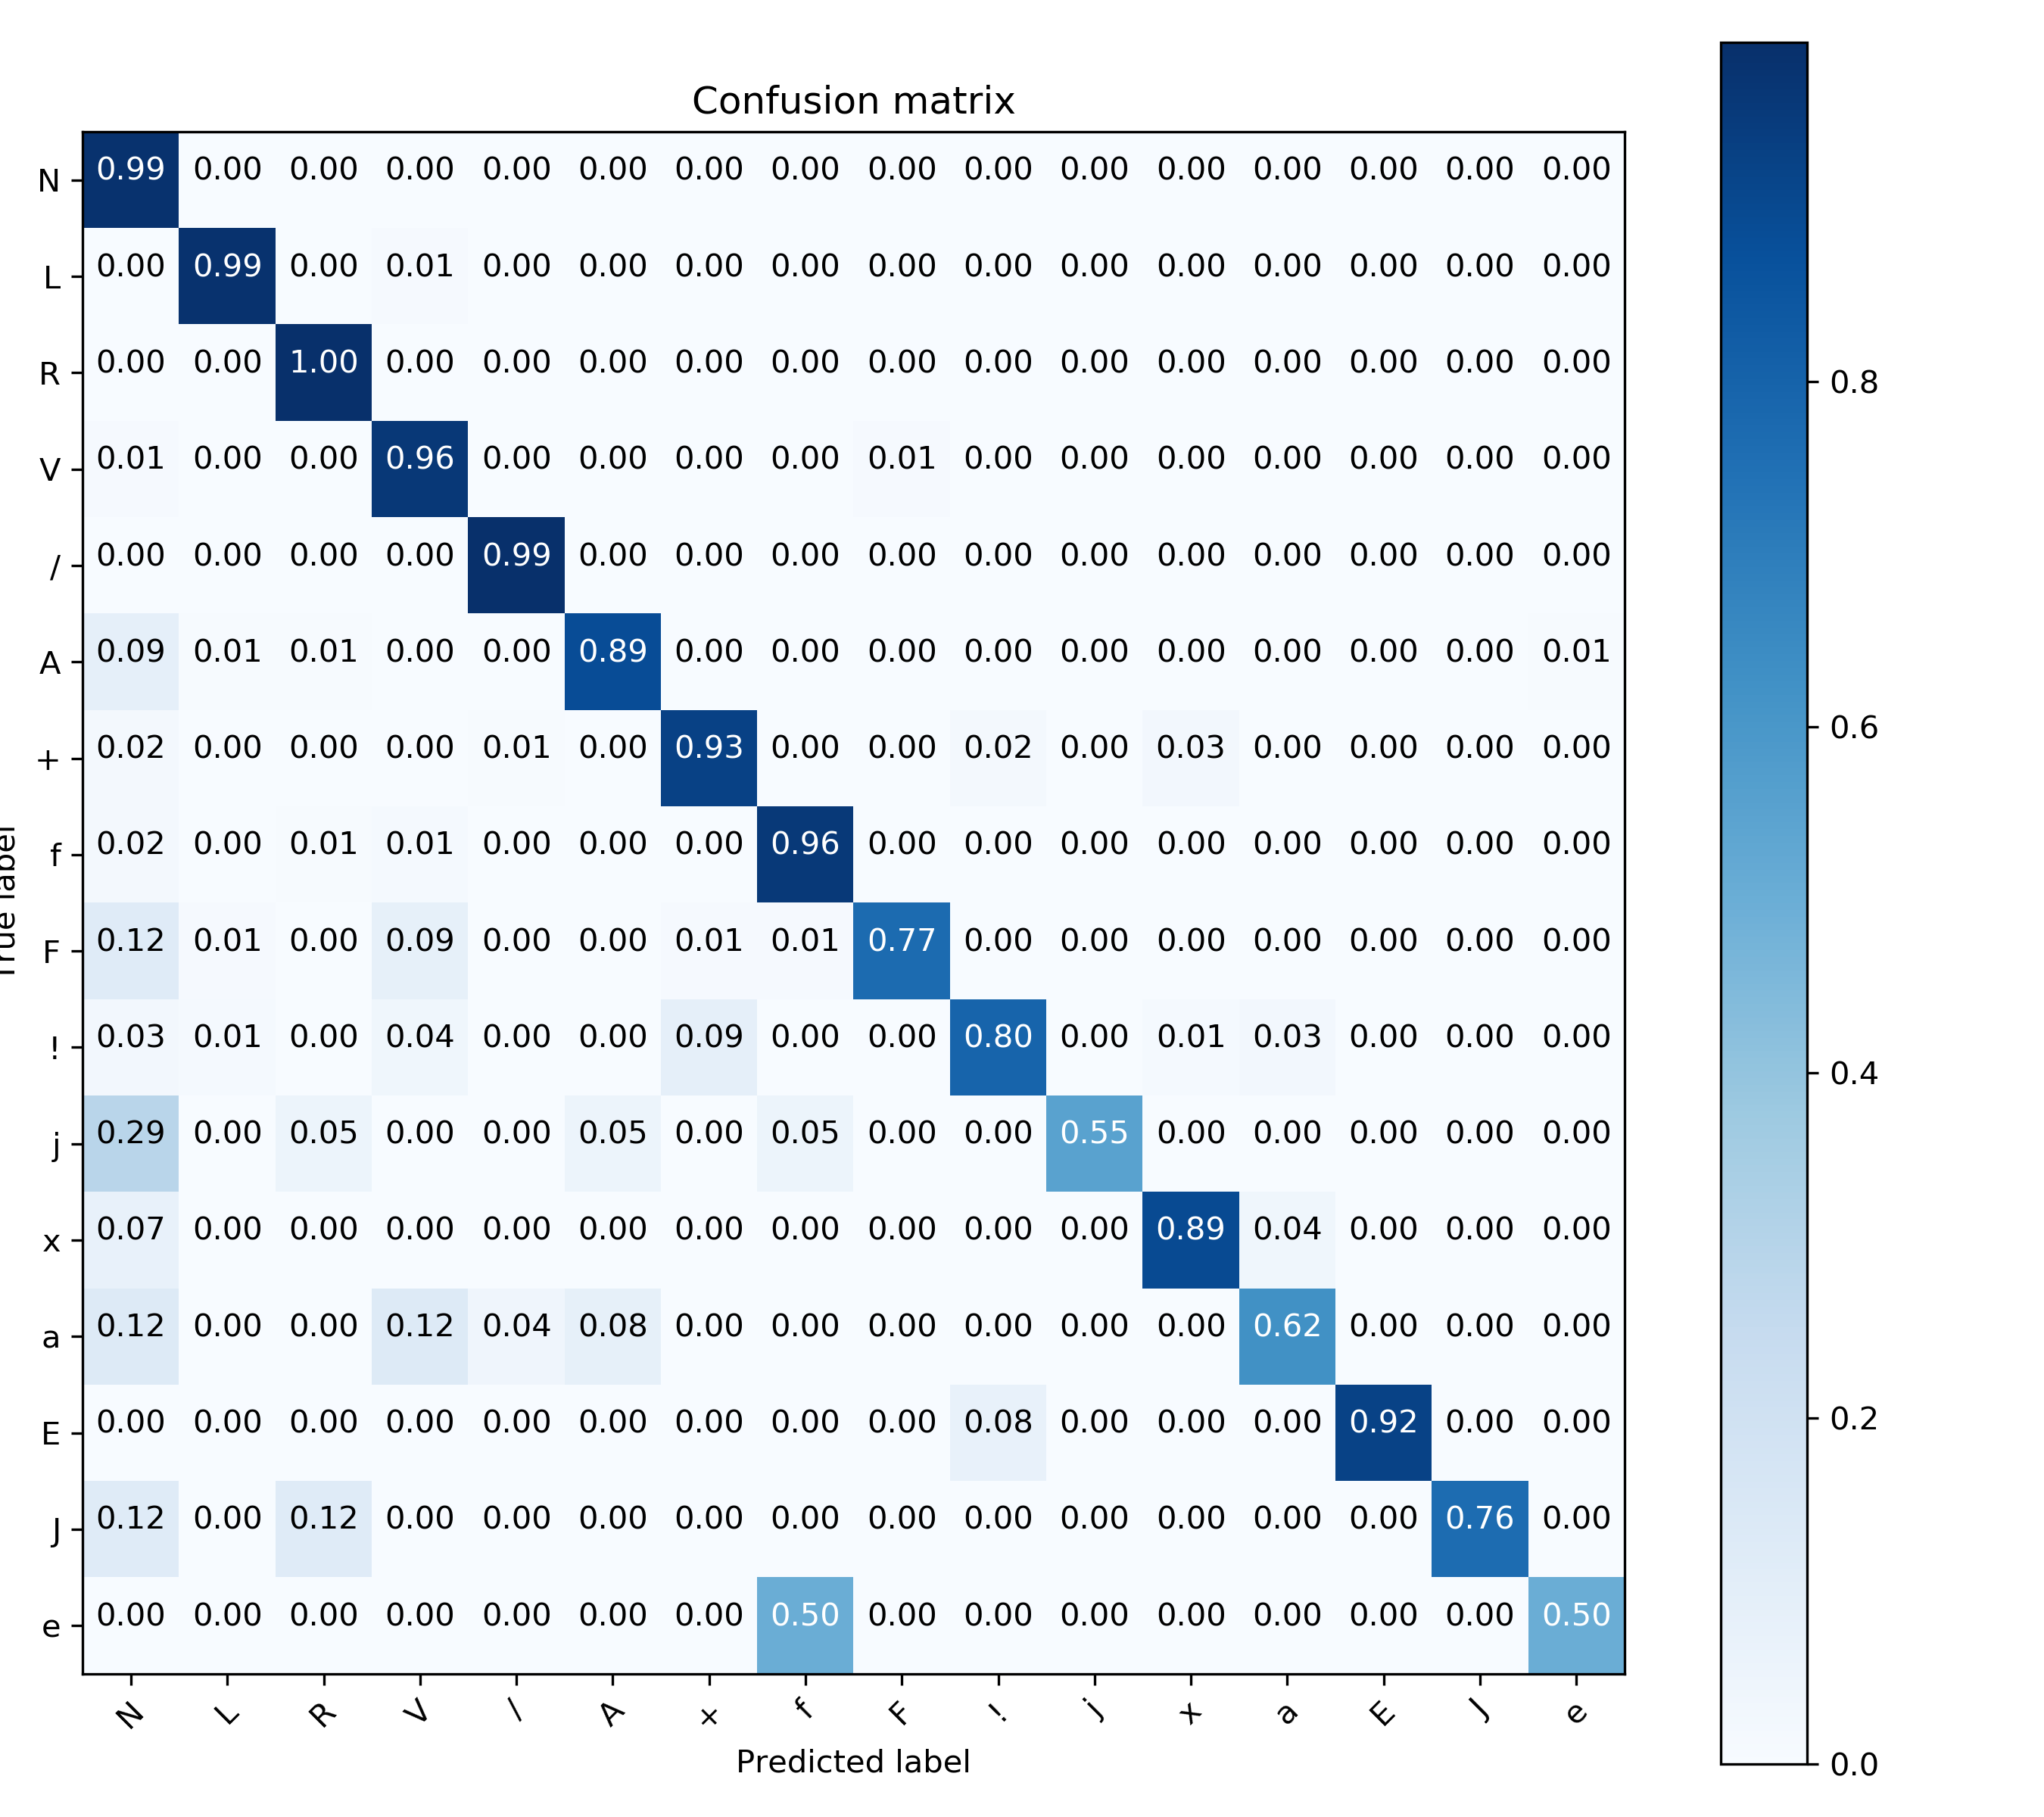 Confusion matrix
N 0.99 0.00 0.00 0.00 0.00 0.00 0.00 0.00 0.00 0.00 0.00 0.00 0.00 0.00 0.00 0.00
L 0.00 0.99 0.00 0.01 0.00 0.00 0.00 0.00 0.00 0.00 0.00 0.00 0.00 0.00 0.00 0.00
R 0.00 0.00 1.00 0.00 0.00 0.00 0.00 0.00 0.00 0.00 0.00 0.00 0.00 0.00 0.00 0.00
V 0.01 0.00 0.00 0.96 0.00 0.00 0.00 0.00 0.01 0.00 0.00 0.00 0.00 0.00 0.00 0.00
/ 0.00 0.00 0.00 0.00 0.99 0.00 0.00 0.00 0.00 0.00 0.00 0.00 0.00 0.00 0.00 0.00
A 0.09 0.01 0.01 0.00 0.00 0.89 0.00 0.00 0.00 0.00 0.00 0.00 0.00 0.00 0.00 0.01
+ 0.02 0.00 0.00 0.00 0.01 0.00 0.93 0.00 0.00 0.02 0.00 0.03 0.00 0.00 0.00 0.00
f 0.02 0.00 0.01 0.01 0.00 0.00 0.00 0.96 0.00 0.00 0.00 0.00 0.00 0.00 0.00 0.00
F 0.12 0.01 0.00 0.09 0.00 0.00 0.01 0.01 0.77 0.00 0.00 0.00 0.00 0.00 0.00 0.00
! 0.03 0.01 0.00 0.04 0.00 0.00 0.09 0.00 0.00 0.80 0.00 0.01 0.03 0.00 0.00 0.00
j 0.29 0.00 0.05 0.00 0.00 0.05 0.00 0.05 0.00 0.00 0.55 0.00 0.00 0.00 0.00 0.00
x 0.07 0.00 0.00 0.00 0.00 0.00 0.00 0.00 0.00 0.00 0.00 0.89 0.04 0.00 0.00 0.00
a 0.12 0.00 0.00 0.12 0.04 0.08 0.00 0.00 0.00 0.00 0.00 0.00 0.62 0.00 0.00 0.00
E 0.00 0.00 0.00 0.00 0.00 0.00 0.00 0.00 0.00 0.08 0.00 0.00 0.00 0.92 0.00 0.00
J 0.12 0.00 0.12 0.00 0.00 0.00 0.00 0.00 0.00 0.00 0.00 0.00 0.00 0.00 0.76 0.00
e 0.00 0.00 0.00 0.00 0.00 0.00 0.00 0.50 0.00 0.00 0.00 0.00 0.00 0.00 0.00 0.50
N L R V / A + f F ! j x a E J e
Predicted label
True label
0.8
0.6
0.4
0.2
0.0